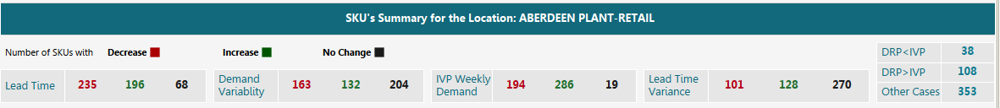 SKU's Summary for the Location: ABERDEEN PLANT-RETAIL
Number of SKUs with Decrease Increase No Change
Lead Time 235 196 68
Demand Variablity 163 132 204
IVP Weekly Demand 194 286 19
Lead Time Variance 101 128 270
DRP<IVP 38
DRP>IVP 108
Other Cases 353